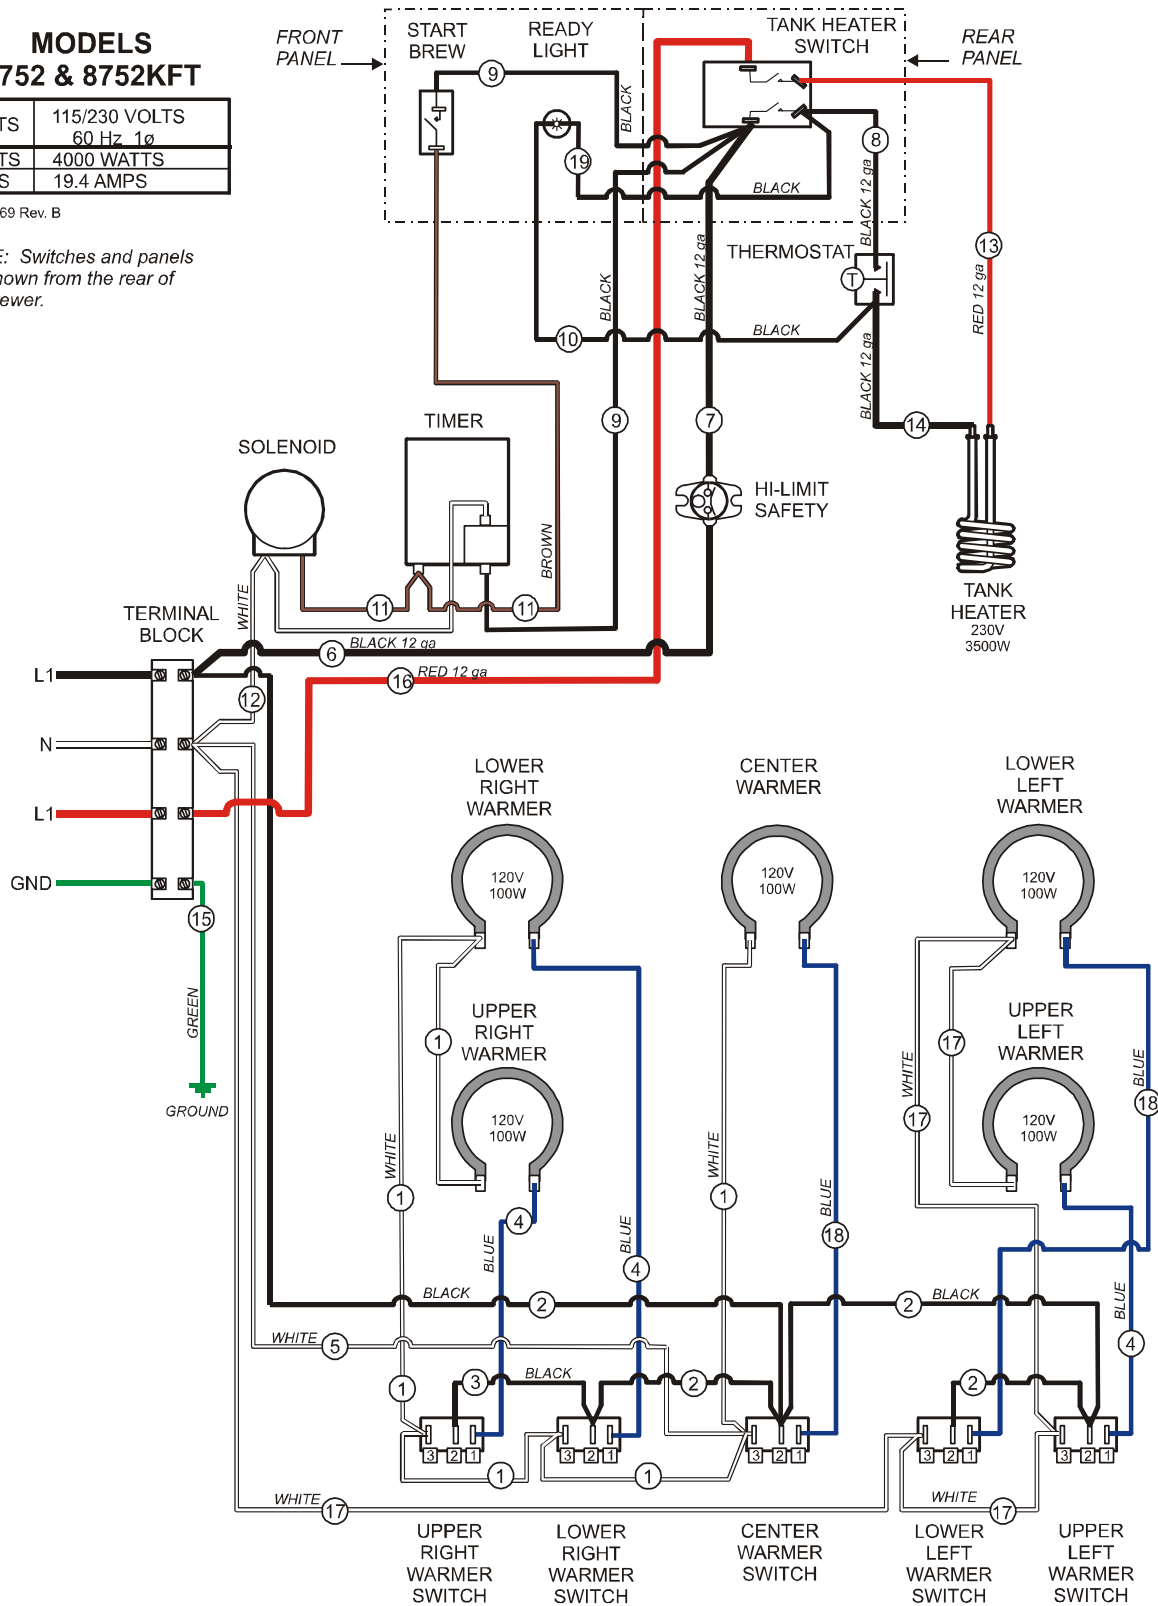 MODELS
752 & 8752KFT
TS 115/230 VOLTS
60 Hz 1ø
TS 4000 WATTS
S 19.4 AMPS
69 Rev. B
E: Switches and panels
hown from the rear of
ewer.
FRONT
PANEL
START
BREW
READY
LIGHT
TANK HEATER
SWITCH
REAR
PANEL
9
BLACK
19
BLACK
8
BLACK 12 ga
13
RED 12 ga
THERMOSTAT
T
BLACK 12 ga
BLACK
10
BLACK
BLACK 12 ga
9
7
14
TIMER
SOLENOID
HI-LIMIT
SAFETY
BROWN
WHITE
11
11
TANK
HEATER
230V
3500W
TERMINAL
BLOCK
6
BLACK 12 ga
L1
16
RED 12 ga
12
N
L1
GND
15
GREEN
GROUND
LOWER
RIGHT
WARMER
CENTER
WARMER
LOWER
LEFT
WARMER
120V
100W
120V
100W
120V
100W
UPPER
RIGHT
WARMER
UPPER
LEFT
WARMER
1
17
WHITE
BLUE
120V
100W
120V
100W
17
18
WHITE
1
4
BLUE
BLUE
WHITE
1
BLUE
18
4
BLACK
2
2
BLACK
BLUE
4
WHITE
5
1
3
BLACK
2
2
3 2 1
3 2 1
3 2 1
3 2 1
3 2 1
1
1
WHITE
17
WHITE
17
UPPER
RIGHT
WARMER
SWITCH
LOWER
RIGHT
WARMER
SWITCH
CENTER
WARMER
SWITCH
LOWER
LEFT
WARMER
SWITCH
UPPER
LEFT
WARMER
SWITCH